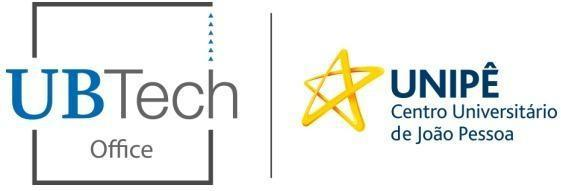 UBTech
Office
UNIPÊ
Centro Universitário
de João Pessoa